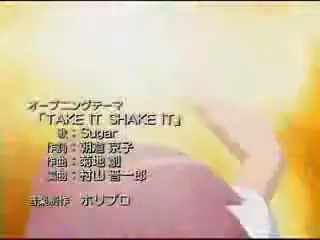 オープニングテーマ
「TAKE IT SHAKE IT」
歌：Sugar
作詞：朝倉 京子
作曲：菊地 創
編曲：村山 晋一郎
音楽制作 ホリプロ